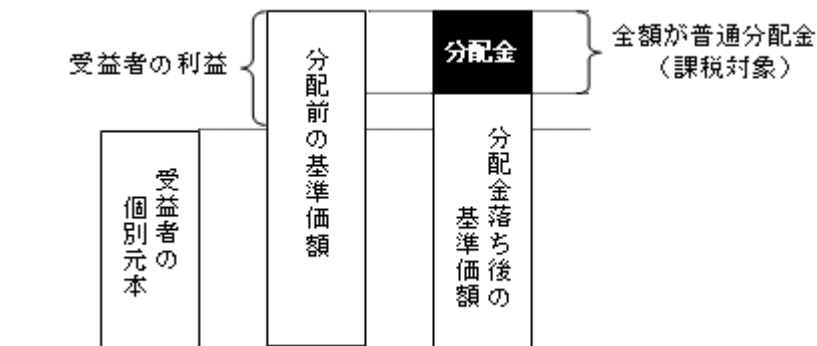 受益者の利益
分配前の基準価額
分配金
全額が普通分配金
（課税対象）
受益者の
個別元本
分配金落ち後の
基準価額